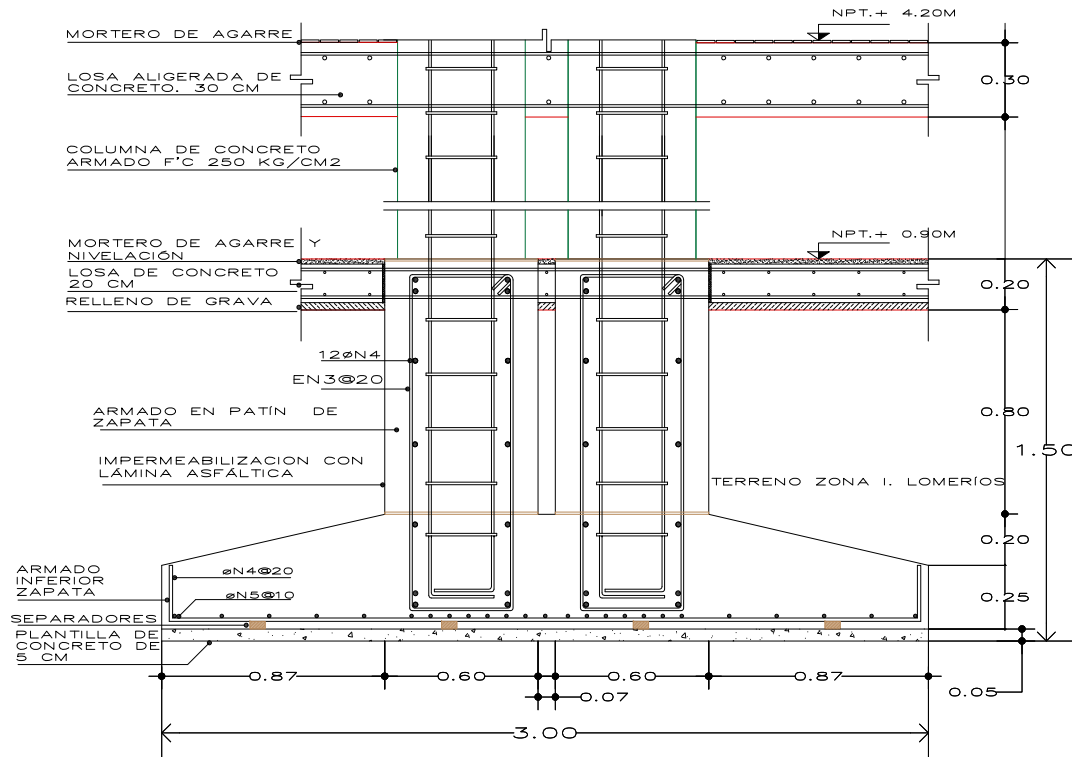 MORTERO DE AGARRE
LOSA ALIGERADA DE
CONCRETO. 30 CM
COLUMNA DE CONCRETO
ARMADO F'C 250 KG/CM2
MORTERO DE AGARRE Y
NIVELACIÓN
LOSA DE CONCRETO
20 CM
RELLENO DE GRAVA
12øN4
EN3@20
ARMADO EN PATÍN DE
ZAPATA
IMPERMEABILIZACION CON
LÁMINA ASFÁLTICA
ARMADO
INFERIOR
ZAPATA
øN4@20
øN5@10
SEPARADORES
PLANTILLA DE
CONCRETO DE
5 CM
NPT.+ 4.20M
0.30
NPT.+ 0.90M
0.20
0.80
1.50
TERRENO ZONA I. LOMERÍOS
0.20
0.25
0.05
0.87
0.60
0.07
0.60
0.87
3.00